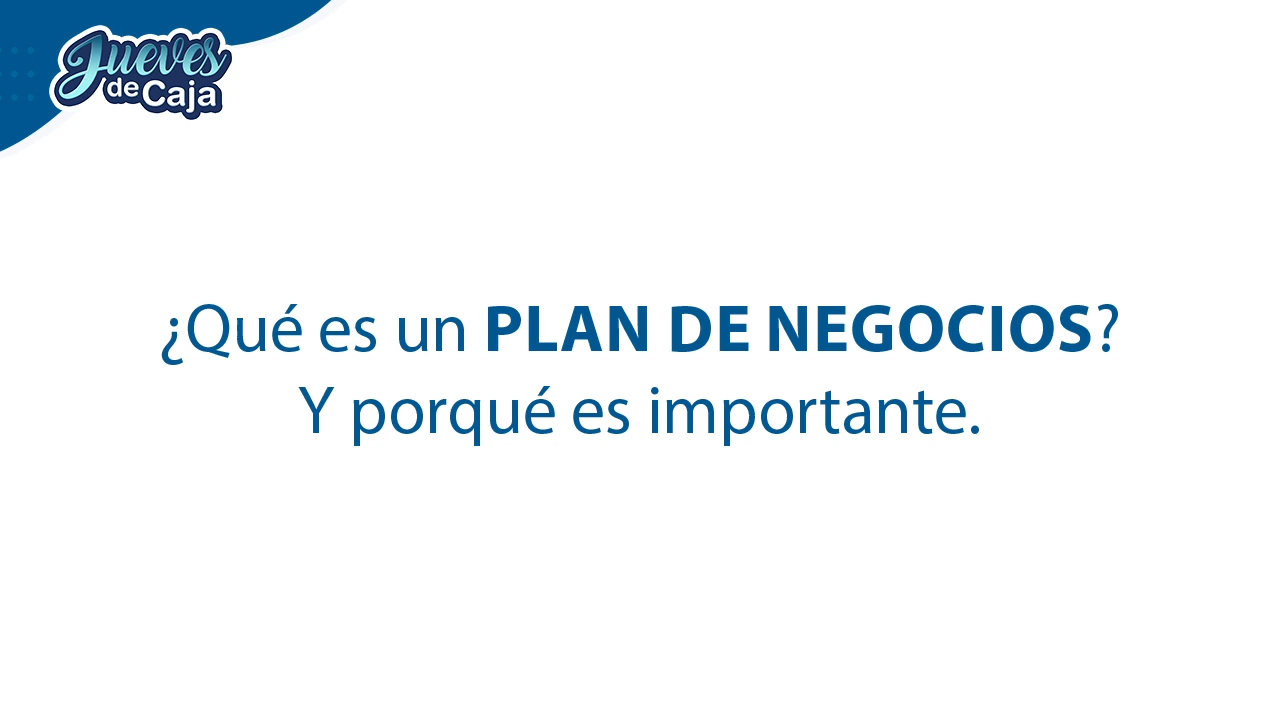 Jueves
de Caja
¿Qué es un PLAN DE NEGOCIOS?
Y porqué es importante.